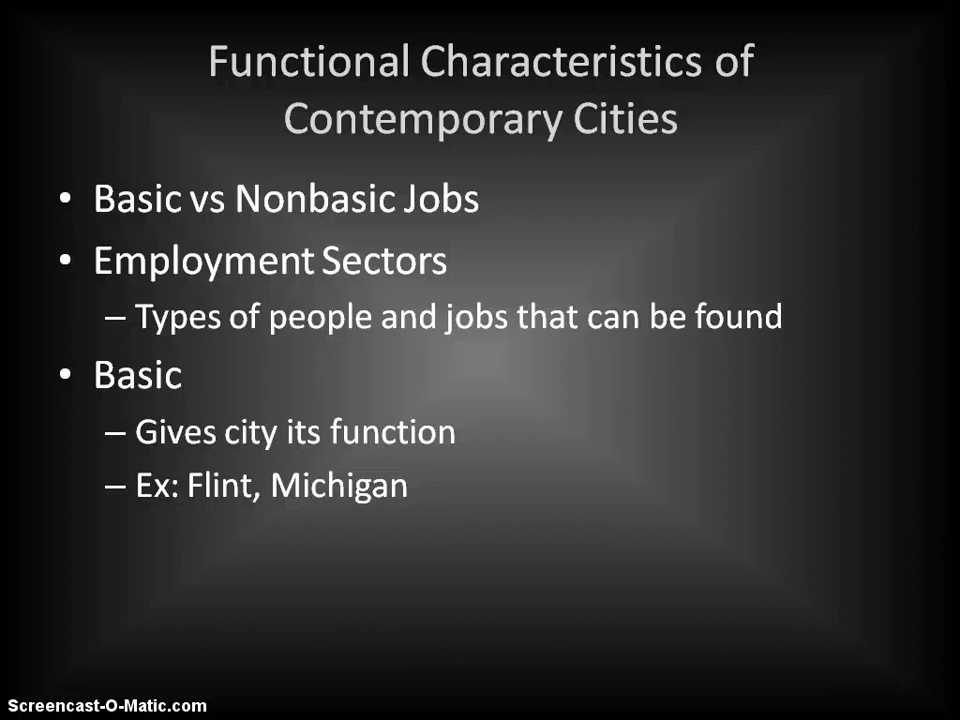 Functional Characteristics of
Contemporary Cities
• Basic vs Nonbasic Jobs
• Employment Sectors
– Types of people and jobs that can be found
• Basic
– Gives city its function
– Ex: Flint, Michigan
Screencast-O-Matic.com